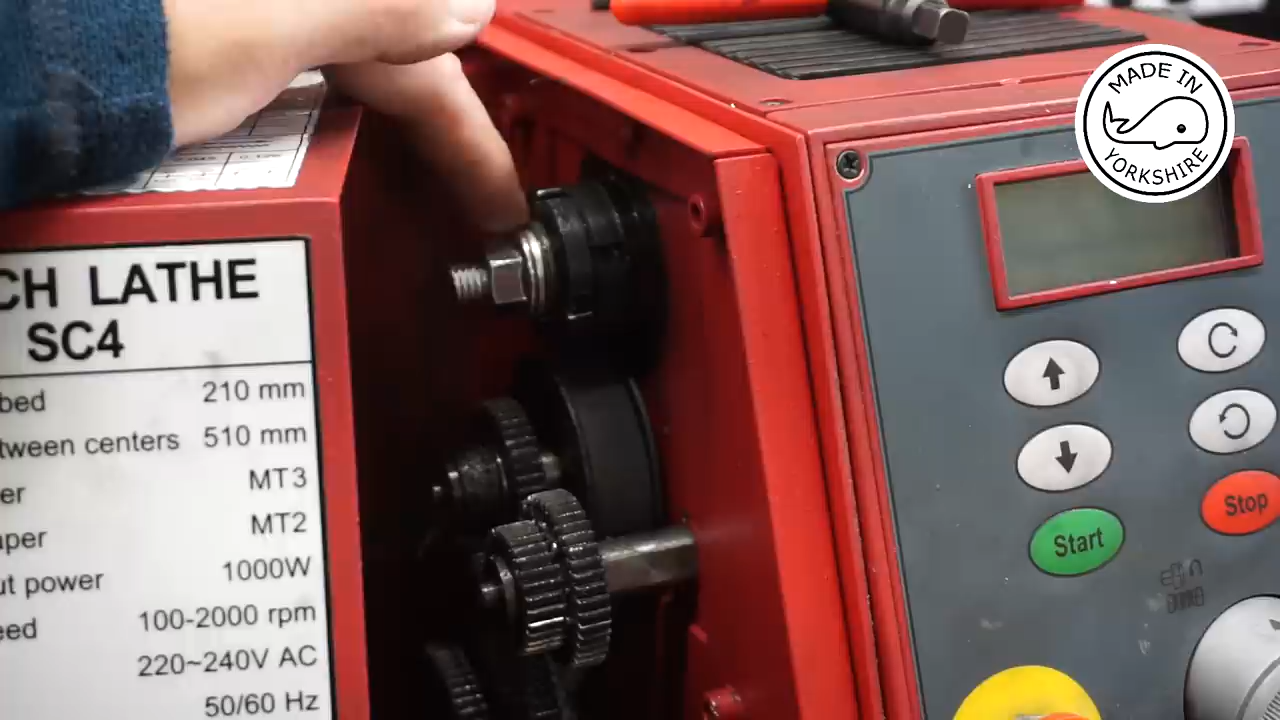 MADE IN
YORKSHIRE
CH LATHE
SC4
bed 210 mm
tween centers 510 mm
er MT3
aper MT2
ut power 1000W
eed 100-2000 rpm
220~240V AC
50/60 Hz
Start
Stop